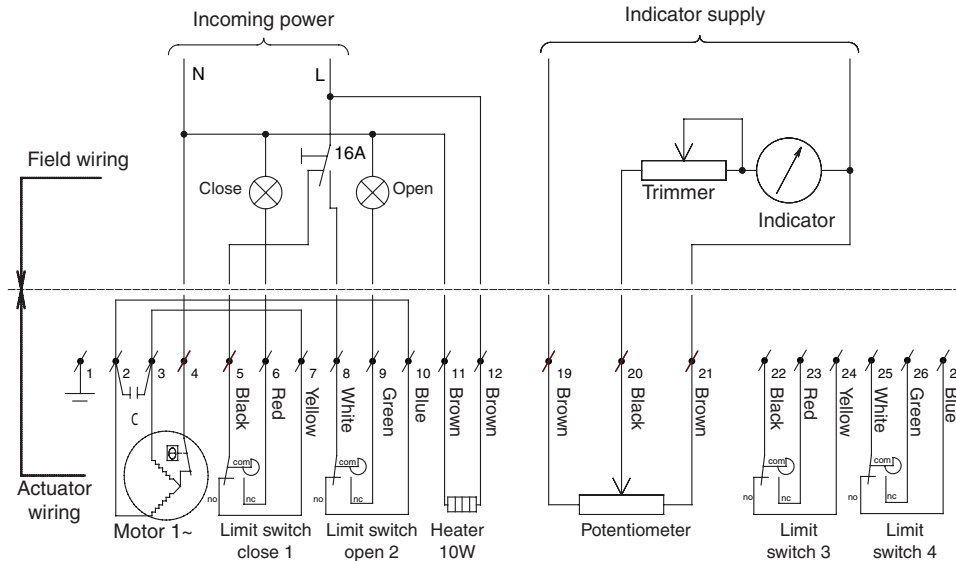 Incoming power
Indicator supply
N
L
16A
Field wiring
Close
Open
Trimmer
Indicator
1
2
3
4
5
6
7
8
9
10
11
12
19
20
21
22
23
24
25
26
2
C
Black
Red
Yellow
White
Green
Blue
Brown
Brown
Brown
Black
Brown
Black
Red
Yellow
White
Green
Blue
θ
com
no
nc
com
no
nc
com
no
nc
com
no
nc
Actuator
wiring
Motor 1~
Limit switch
close 1
Limit switch
open 2
Heater
10W
Potentiometer
Limit
switch 3
Limit
switch 4